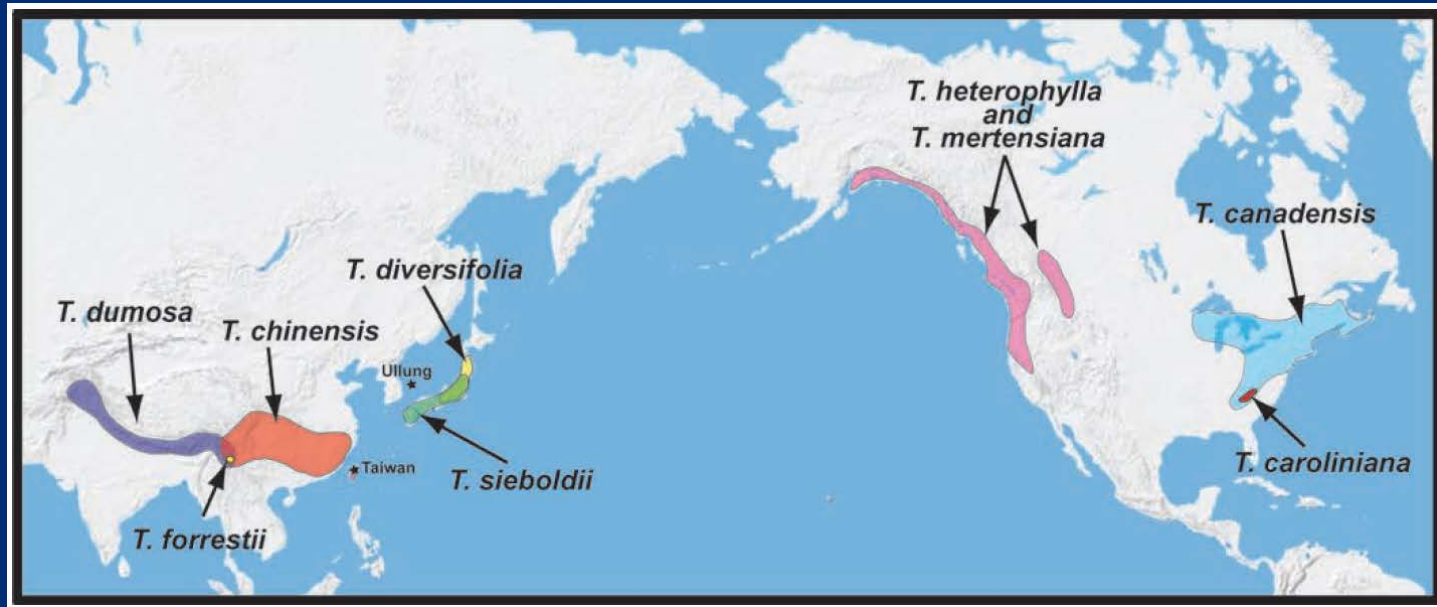 T. heterophylla
and
T. mertensiana
T. canadensis
T. diversifolia
T. dumosa
T. chinensis
Ullung
Taiwan
T. sieboldii
T. caroliniana
T. forrestii